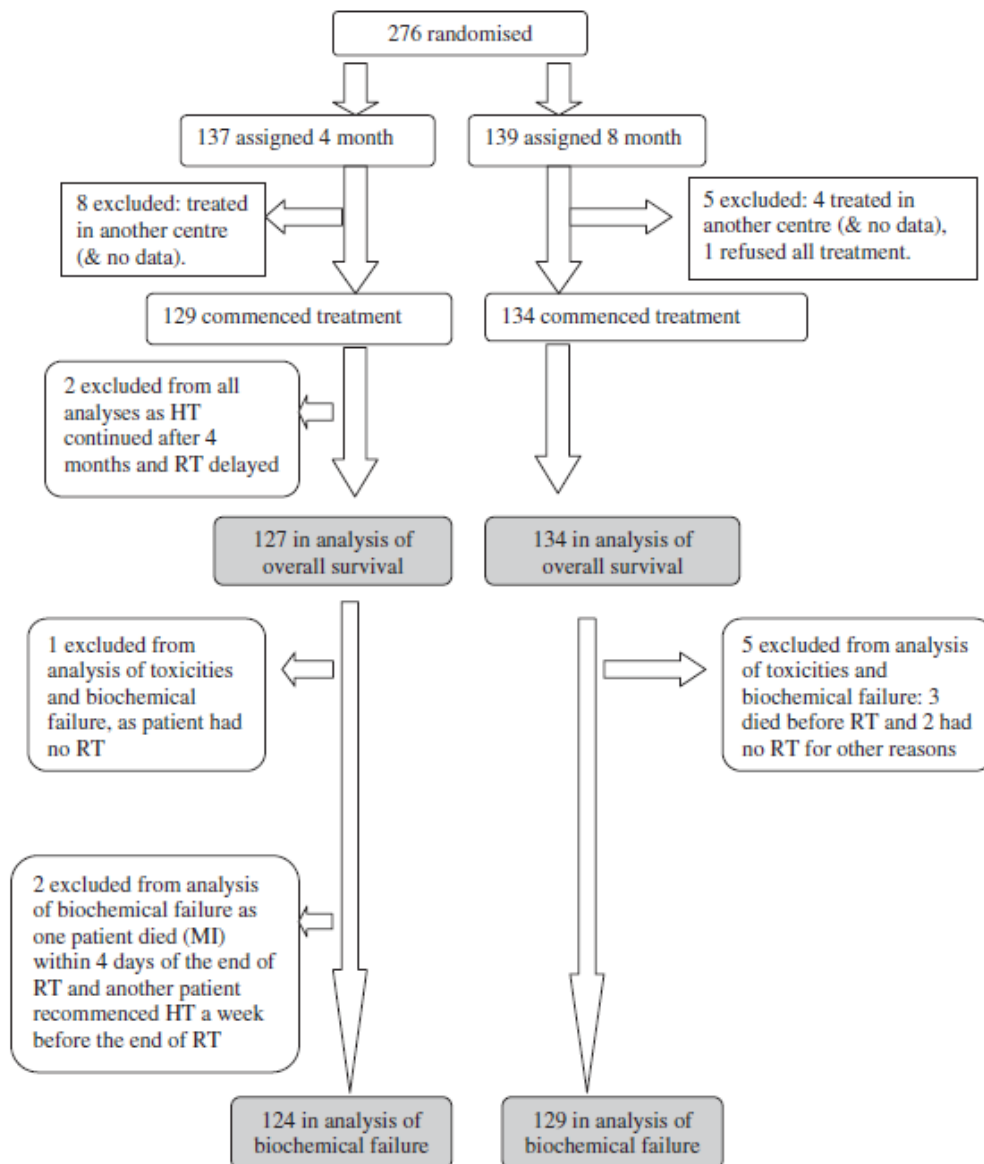 276 randomised
137 assigned 4 month
139 assigned 8 month
8 excluded: treated
in another centre
(& no data).
5 excluded: 4 treated in
another centre (& no data),
1 refused all treatment.
129 commenced treatment
134 commenced treatment
2 excluded from all
analyses as HT
continued after 4
months and RT delayed
127 in analysis of
overall survival
134 in analysis of
overall survival
1 excluded from
analysis of toxicities
and biochemical
failure, as patient had
no RT
5 excluded from analysis
of toxicities and
biochemical failure: 3
died before RT and 2 had
no RT for other reasons
2 excluded from analysis
of biochemical failure as
one patient died (MI)
within 4 days of the end of
RT and another patient
recommenced HT a week
before the end of RT
124 in analysis of
biochemical failure
129 in analysis of
biochemical failure